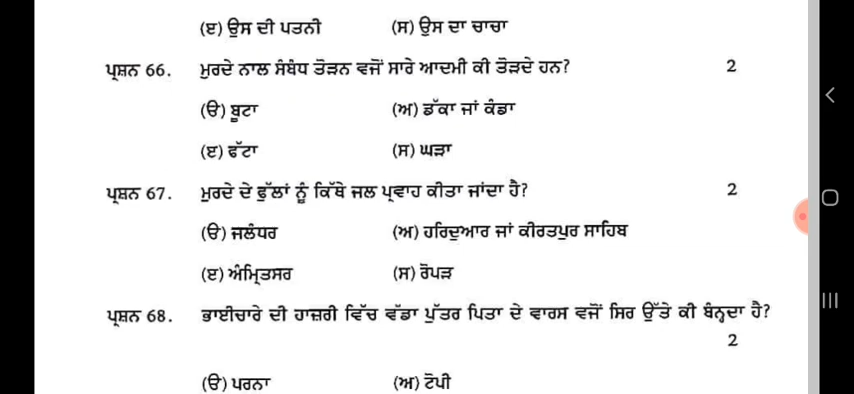 (ੲ) ਉਸ ਦੀ ਪਤਨੀ (ਸ) ਉਸ ਦਾ ਚਾਚਾ
ਪ੍ਰਸ਼ਨ 66. ਮੁਰਦੇ ਨਾਲ ਸੰਬੰਧ ਤੋੜਨ ਵਜੋਂ ਸਾਰੇ ਆਦਮੀ ਕੀ ਤੋੜਦੇ ਹਨ? 2
(ੳ) ਬੂਟਾ (ਅ) ਡੱਕਾ ਜਾਂ ਕੰਡਾ
(ੲ) ਫੱਟਾ (ਸ) ਘੜਾ
ਪ੍ਰਸ਼ਨ 67. ਮੁਰਦੇ ਦੇ ਫੁੱਲਾਂ ਨੂੰ ਕਿੱਥੇ ਜਲ ਪ੍ਰਵਾਹ ਕੀਤਾ ਜਾਂਦਾ ਹੈ? 2
(ੳ) ਜਲੰਧਰ (ਅ) ਹਰਿਦੁਆਰ ਜਾਂ ਕੀਰਤਪੁਰ ਸਾਹਿਬ
(ੲ) ਅੰਮ੍ਰਿਤਸਰ (ਸ) ਰੋਪੜ
ਪ੍ਰਸ਼ਨ 68. ਭਾਈਚਾਰੇ ਦੀ ਹਾਜ਼ਰੀ ਵਿੱਚ ਵੱਡਾ ਪੁੱਤਰ ਪਿਤਾ ਦੇ ਵਾਰਸ ਵਜੋਂ ਸਿਰ ਉੱਤੇ ਕੀ ਬੰਨ੍ਹਦਾ ਹੈ?
2
(ੳ) ਪਰਨਾ (ਅ) ਟੋਪੀ